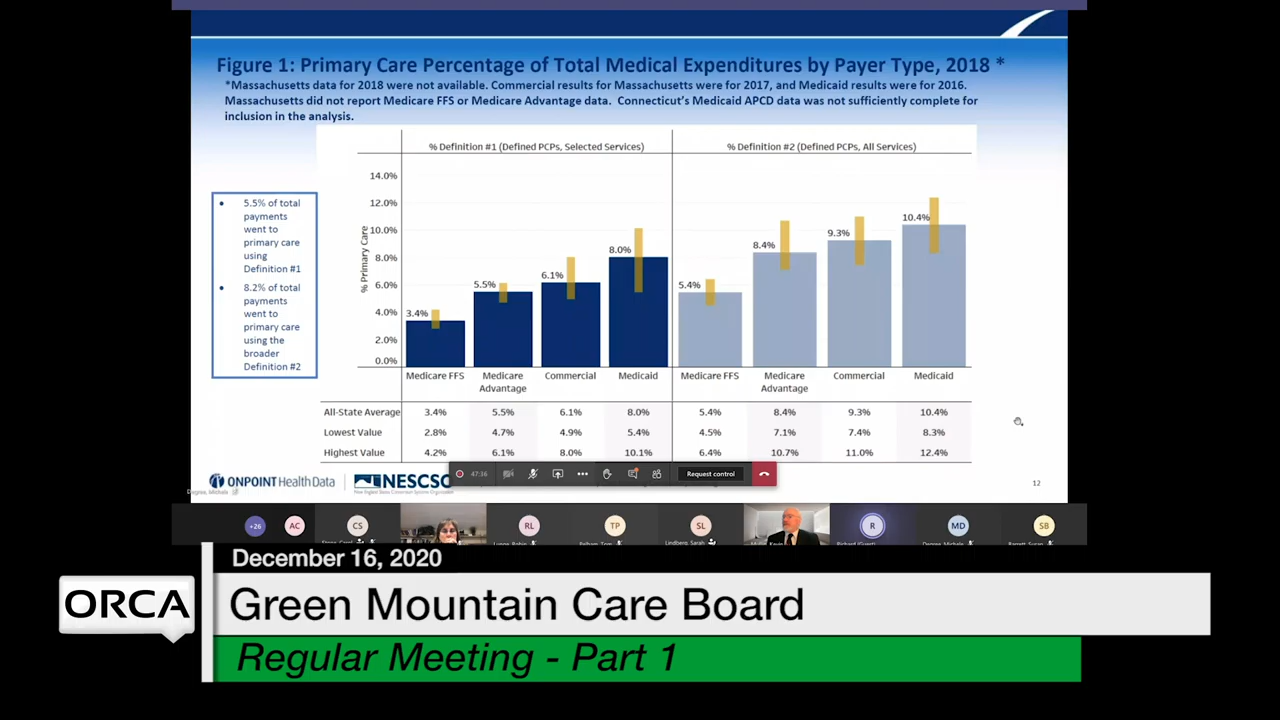 Figure 1: Primary Care Percentage of Total Medical Expenditures by Payer Type, 2018 *
*Massachusetts data for 2018 were not available. Commercial results for Massachusetts were for 2017, and Medicaid results were for 2016.
Massachusetts did not report Medicare FFS or Medicare Advantage data. Connecticut's Medicaid APCD data was not sufficiently complete for
inclusion in the analysis.
• 5.5% of total
payments
went to
primary care
using
Definition #1
• 8.2% of total
payments
went to
primary care
using the
broader
Definition #2
% Definition #1 (Defined PCPs, Selected Services)
% Definition #2 (Defined PCPs, All Services)
% Primary Care
14.0%
12.0%
10.0%
8.0%
6.0%
4.0%
2.0%
0.0%
3.4%
5.5%
6.1%
8.0%
5.4%
8.4%
9.3%
10.4%
Medicare FFS Medicare Advantage Commercial Medicaid Medicare FFS Medicare Advantage Commercial Medicaid
All-State Average 3.4% 5.5% 6.1% 8.0% 5.4% 8.4% 9.3% 10.4%
Lowest Value 2.8% 4.7% 4.9% 5.4% 4.5% 7.1% 7.4% 8.3%
Highest Value 4.2% 6.1% 8.0% 10.1% 6.4% 10.7% 11.0% 12.4%
ONPOINT Health Data
NESCSO
47:36
Request control
12
+26 AC CS RL TP SL R MD SB
Lindberg, Sarah
Richard (Guest)
Degree, Michele
Barrett, Susan
December 16, 2020
ORCA
Green Mountain Care Board
Regular Meeting - Part 1